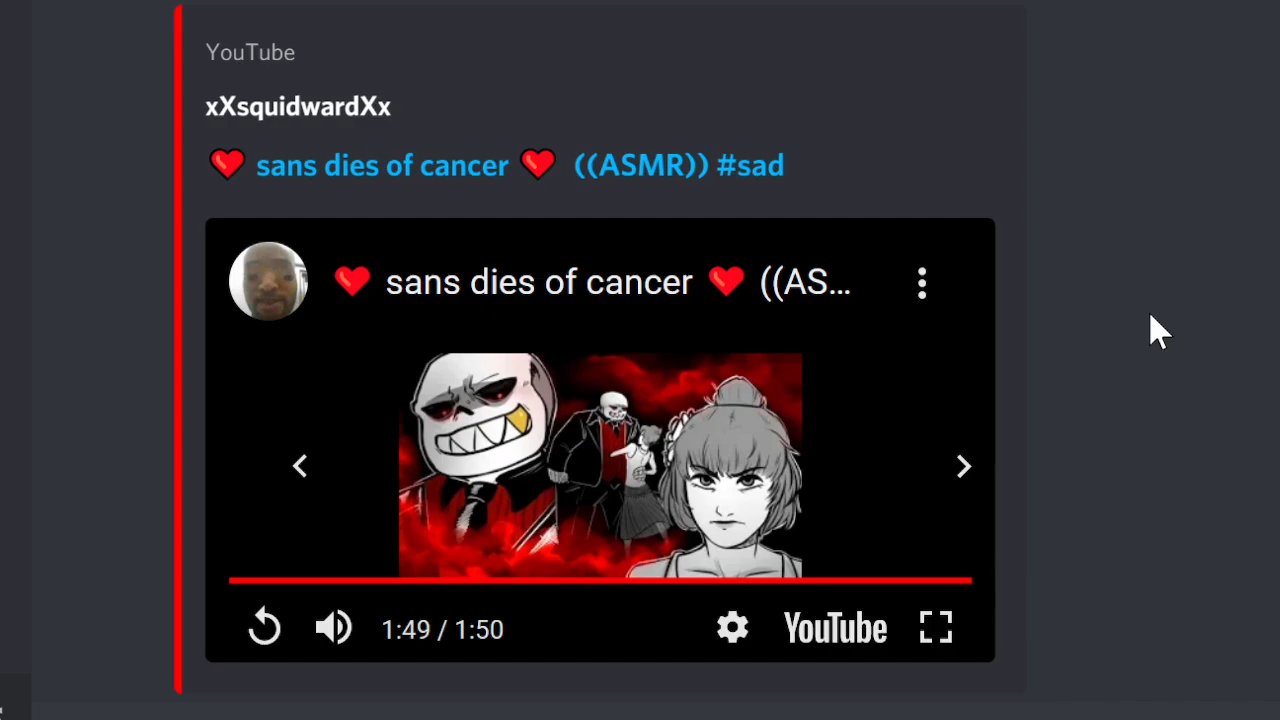 YouTube
xXsquidwardXx
❤️ sans dies of cancer ❤️ ((ASMR)) #sad
❤️ sans dies of cancer ❤️ ((AS...
1:49 / 1:50
YouTube